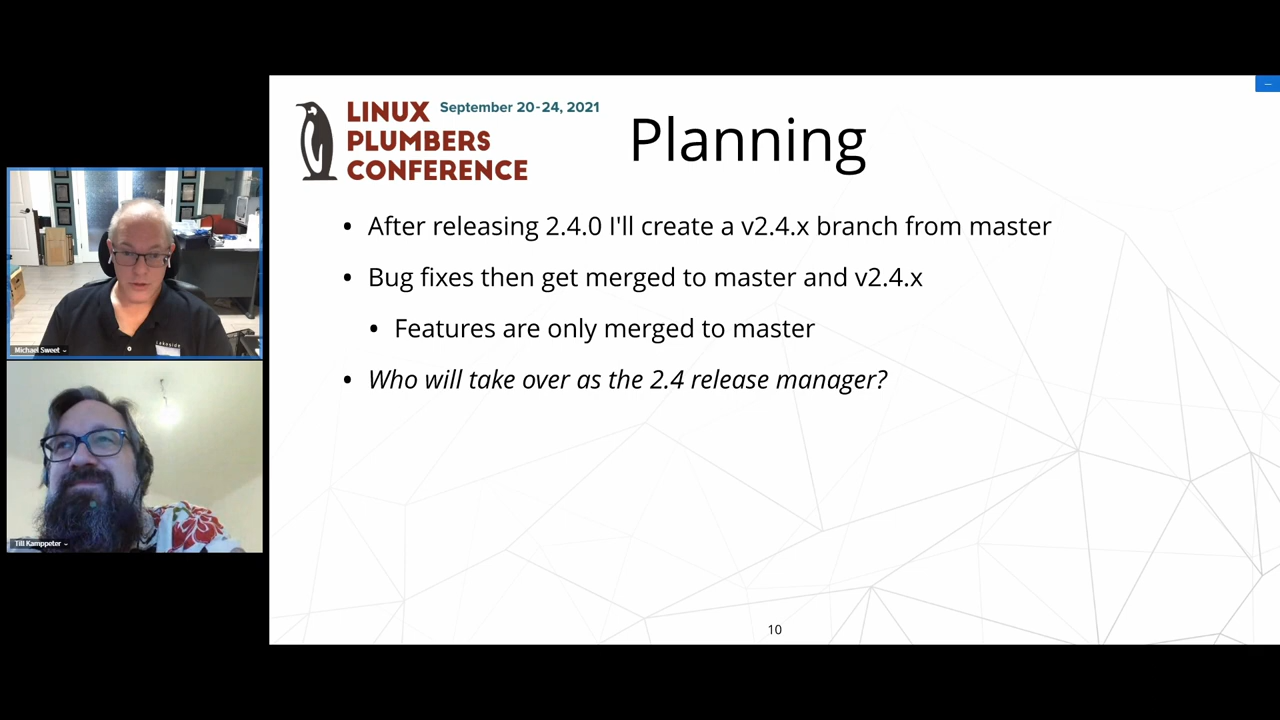 LINUX September 20-24, 2021
PLUMBERS
CONFERENCE
Planning
• After releasing 2.4.0 I'll create a v2.4.x branch from master
• Bug fixes then get merged to master and v2.4.x
• Features are only merged to master
• Who will take over as the 2.4 release manager?
10
Lakeside
Michael Sweet
Till Kamppeter